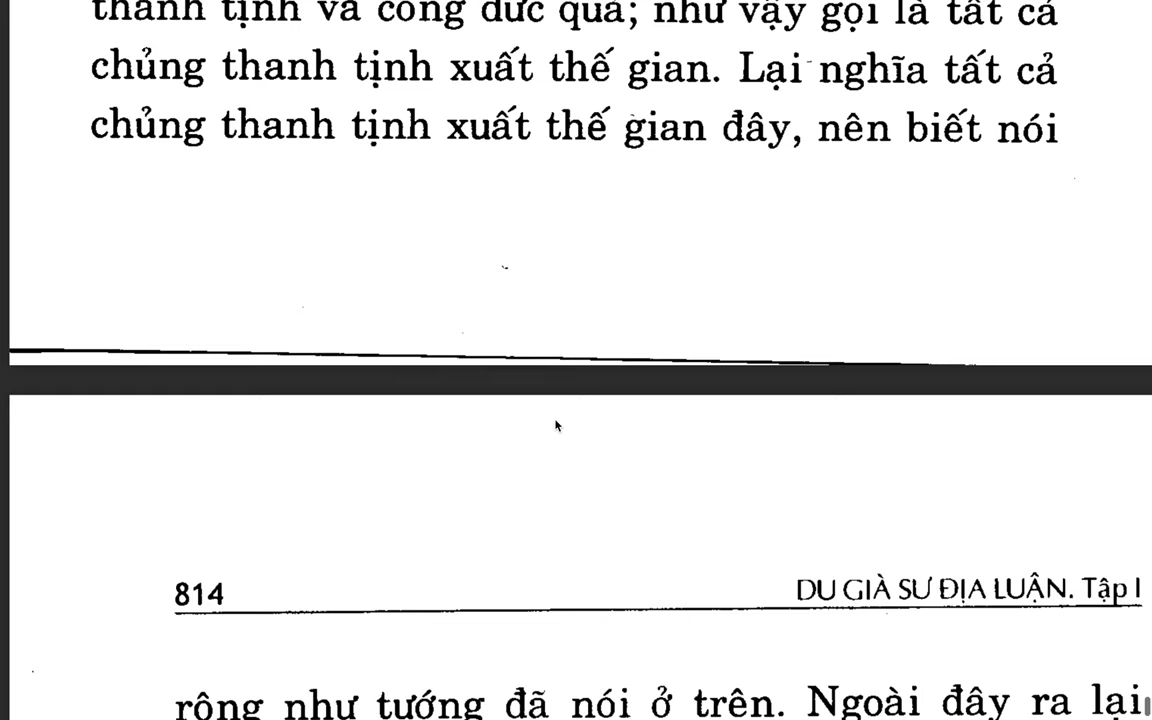 thanh tịnh và công đức quả; như vậy gọi là tất cả
chủng thanh tịnh xuất thế gian. Lại nghĩa tất cả
chủng thanh tịnh xuất thế gian đây, nên biết nói
814 DU GIÀ SƯ ĐỊA LUẬN. Tập I
rộng như tướng đã nói ở trên. Ngoài đây ra lại